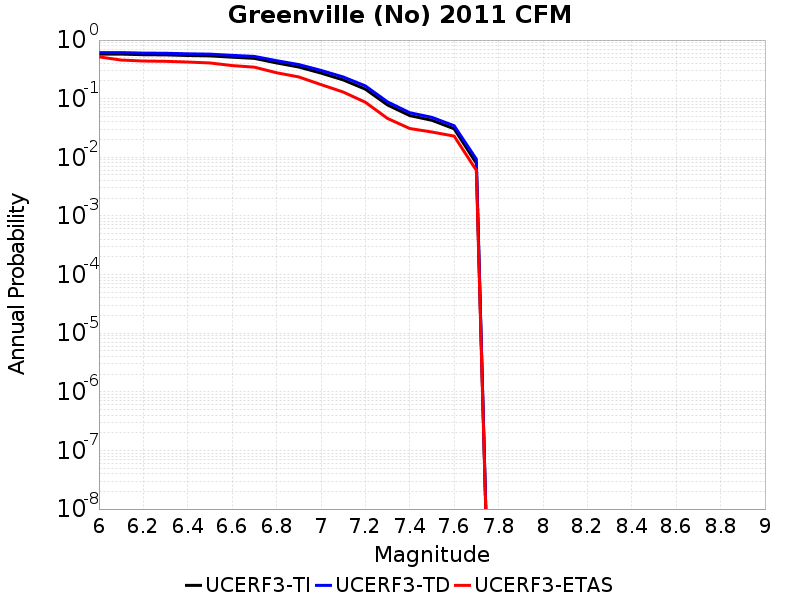 Greenville (No) 2011 CFM
Annual Probability
10^0
10^-1
10^-2
10^-3
10^-4
10^-5
10^-6
10^-7
10^-8
6 6.2 6.4 6.6 6.8 7 7.2 7.4 7.6 7.8 8 8.2 8.4 8.6 8.8 9
Magnitude
UCERF3-TI UCERF3-TD UCERF3-ETAS